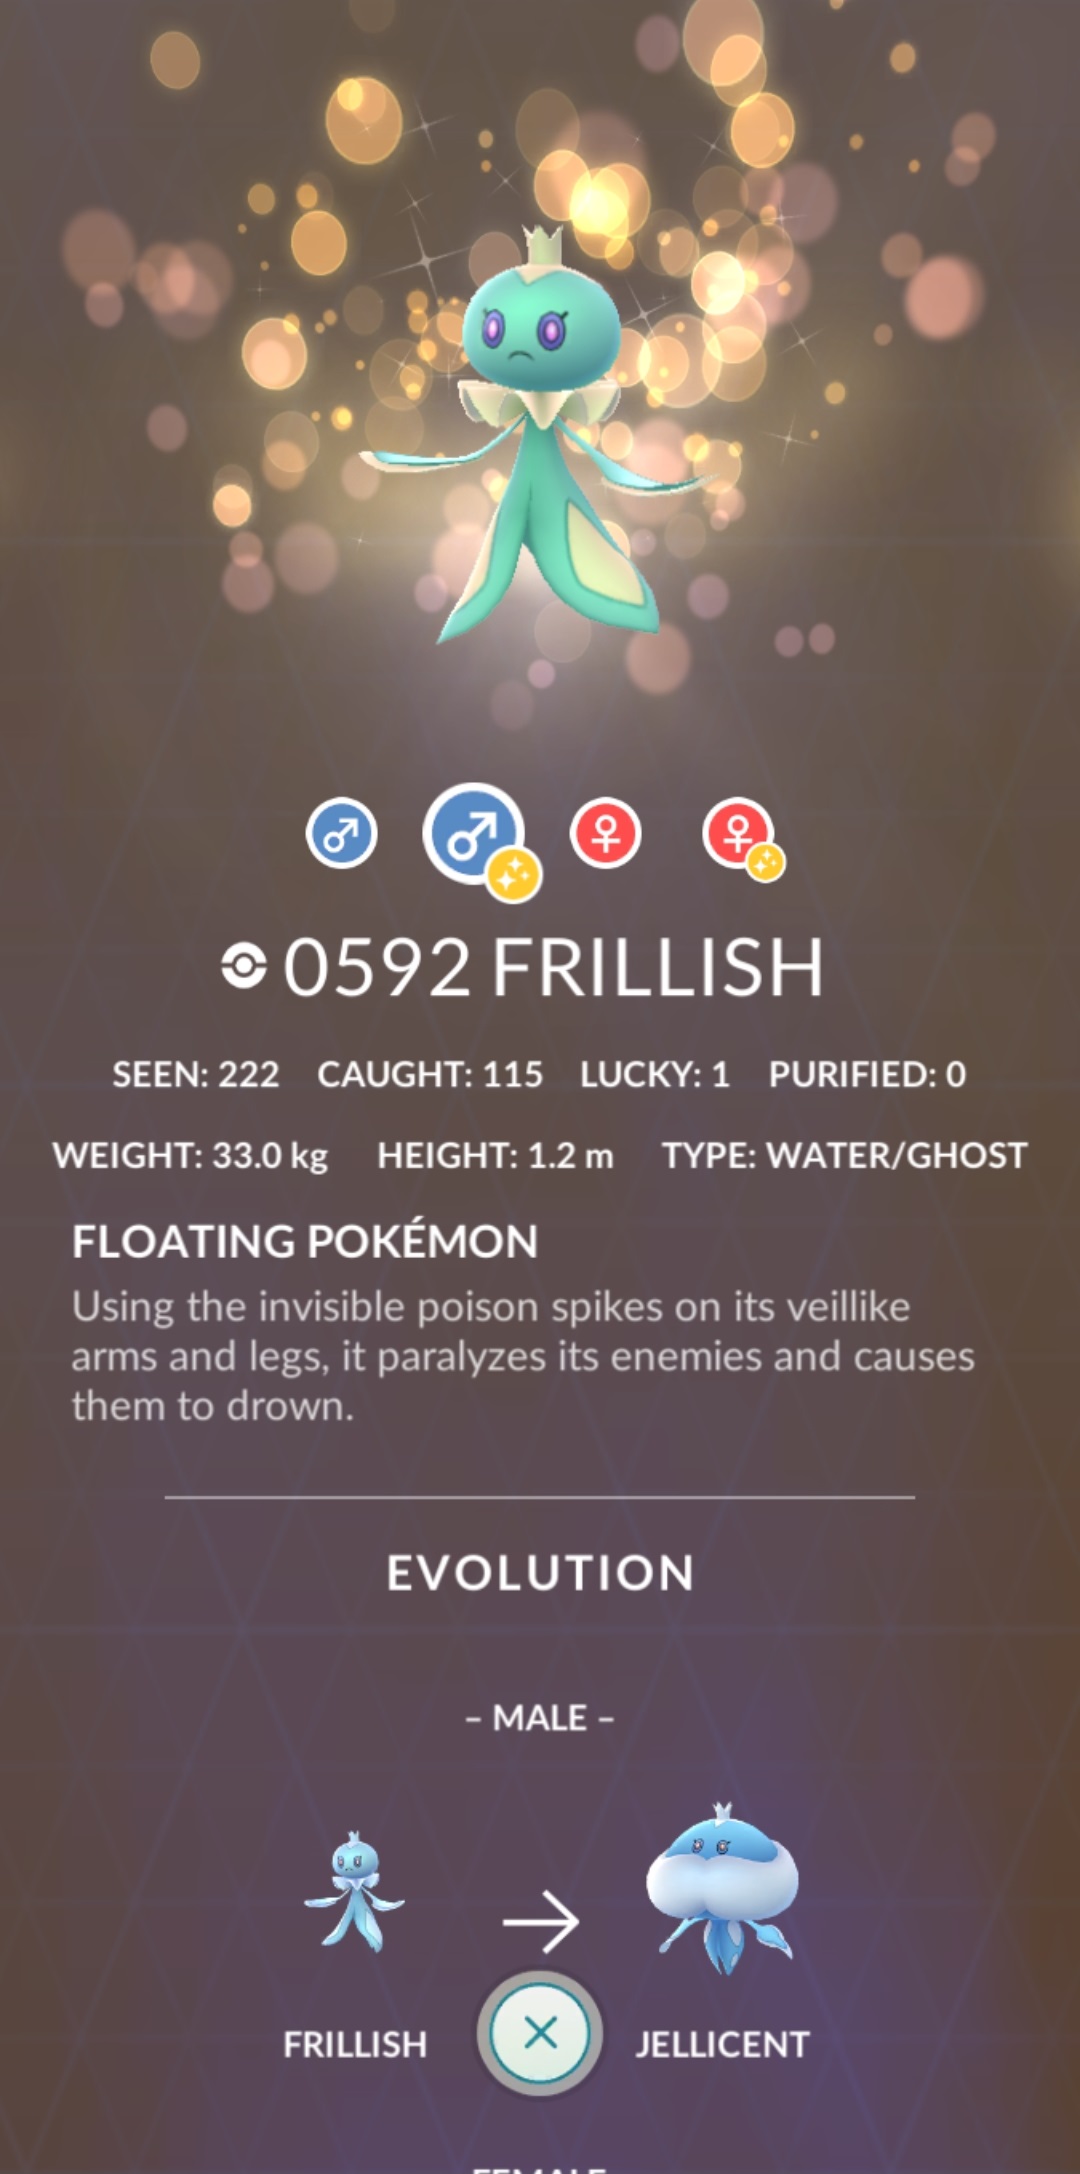 0592 FRILLISH
SEEN: 222 CAUGHT: 115 LUCKY: 1 PURIFIED: 0
WEIGHT: 33.0 kg HEIGHT: 1.2 m TYPE: WATER/GHOST
FLOATING POKÉMON
Using the invisible poison spikes on its veillike
arms and legs, it paralyzes its enemies and causes
them to drown.
EVOLUTION
– MALE –
FRILLISH JELLICENT
FEMALE